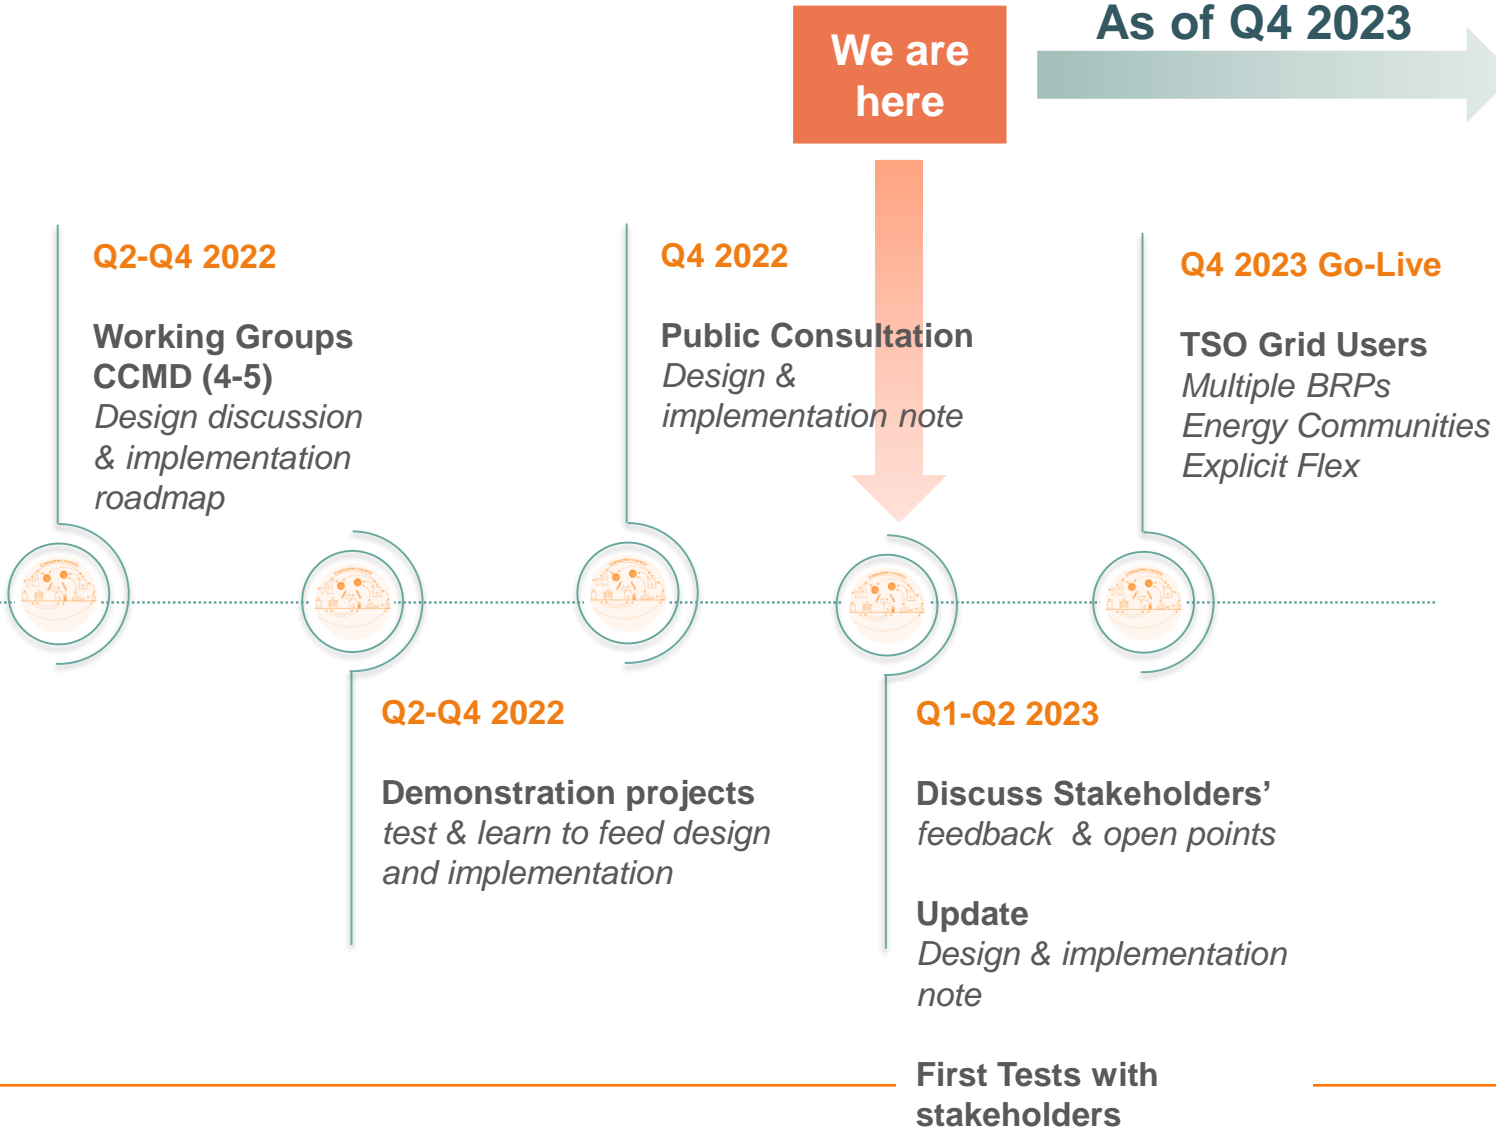 As of Q4 2023
We are
here
Q2-Q4 2022
Working Groups
CCMD (4-5)
Design discussion
& implementation
roadmap
Q4 2022
Public Consultation
Design &
implementation note
Q4 2023 Go-Live
TSO Grid Users
Multiple BRPs
Energy Communities
Explicit Flex
Q2-Q4 2022
Demonstration projects
test & learn to feed design
and implementation
Q1-Q2 2023
Discuss Stakeholders’
feedback & open points
Update
Design & implementation
note
First Tests with
stakeholders